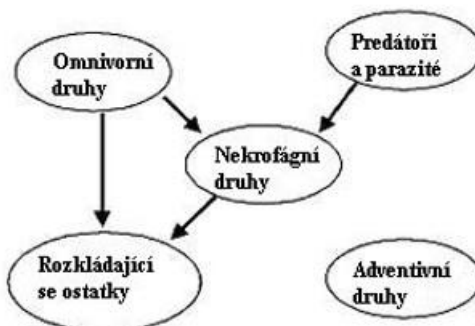 Omnivorní
druhy
Predátoři
a parazité
Nekrofágní
druhy
Rozkládající
se ostatky
Adventivní
druhy